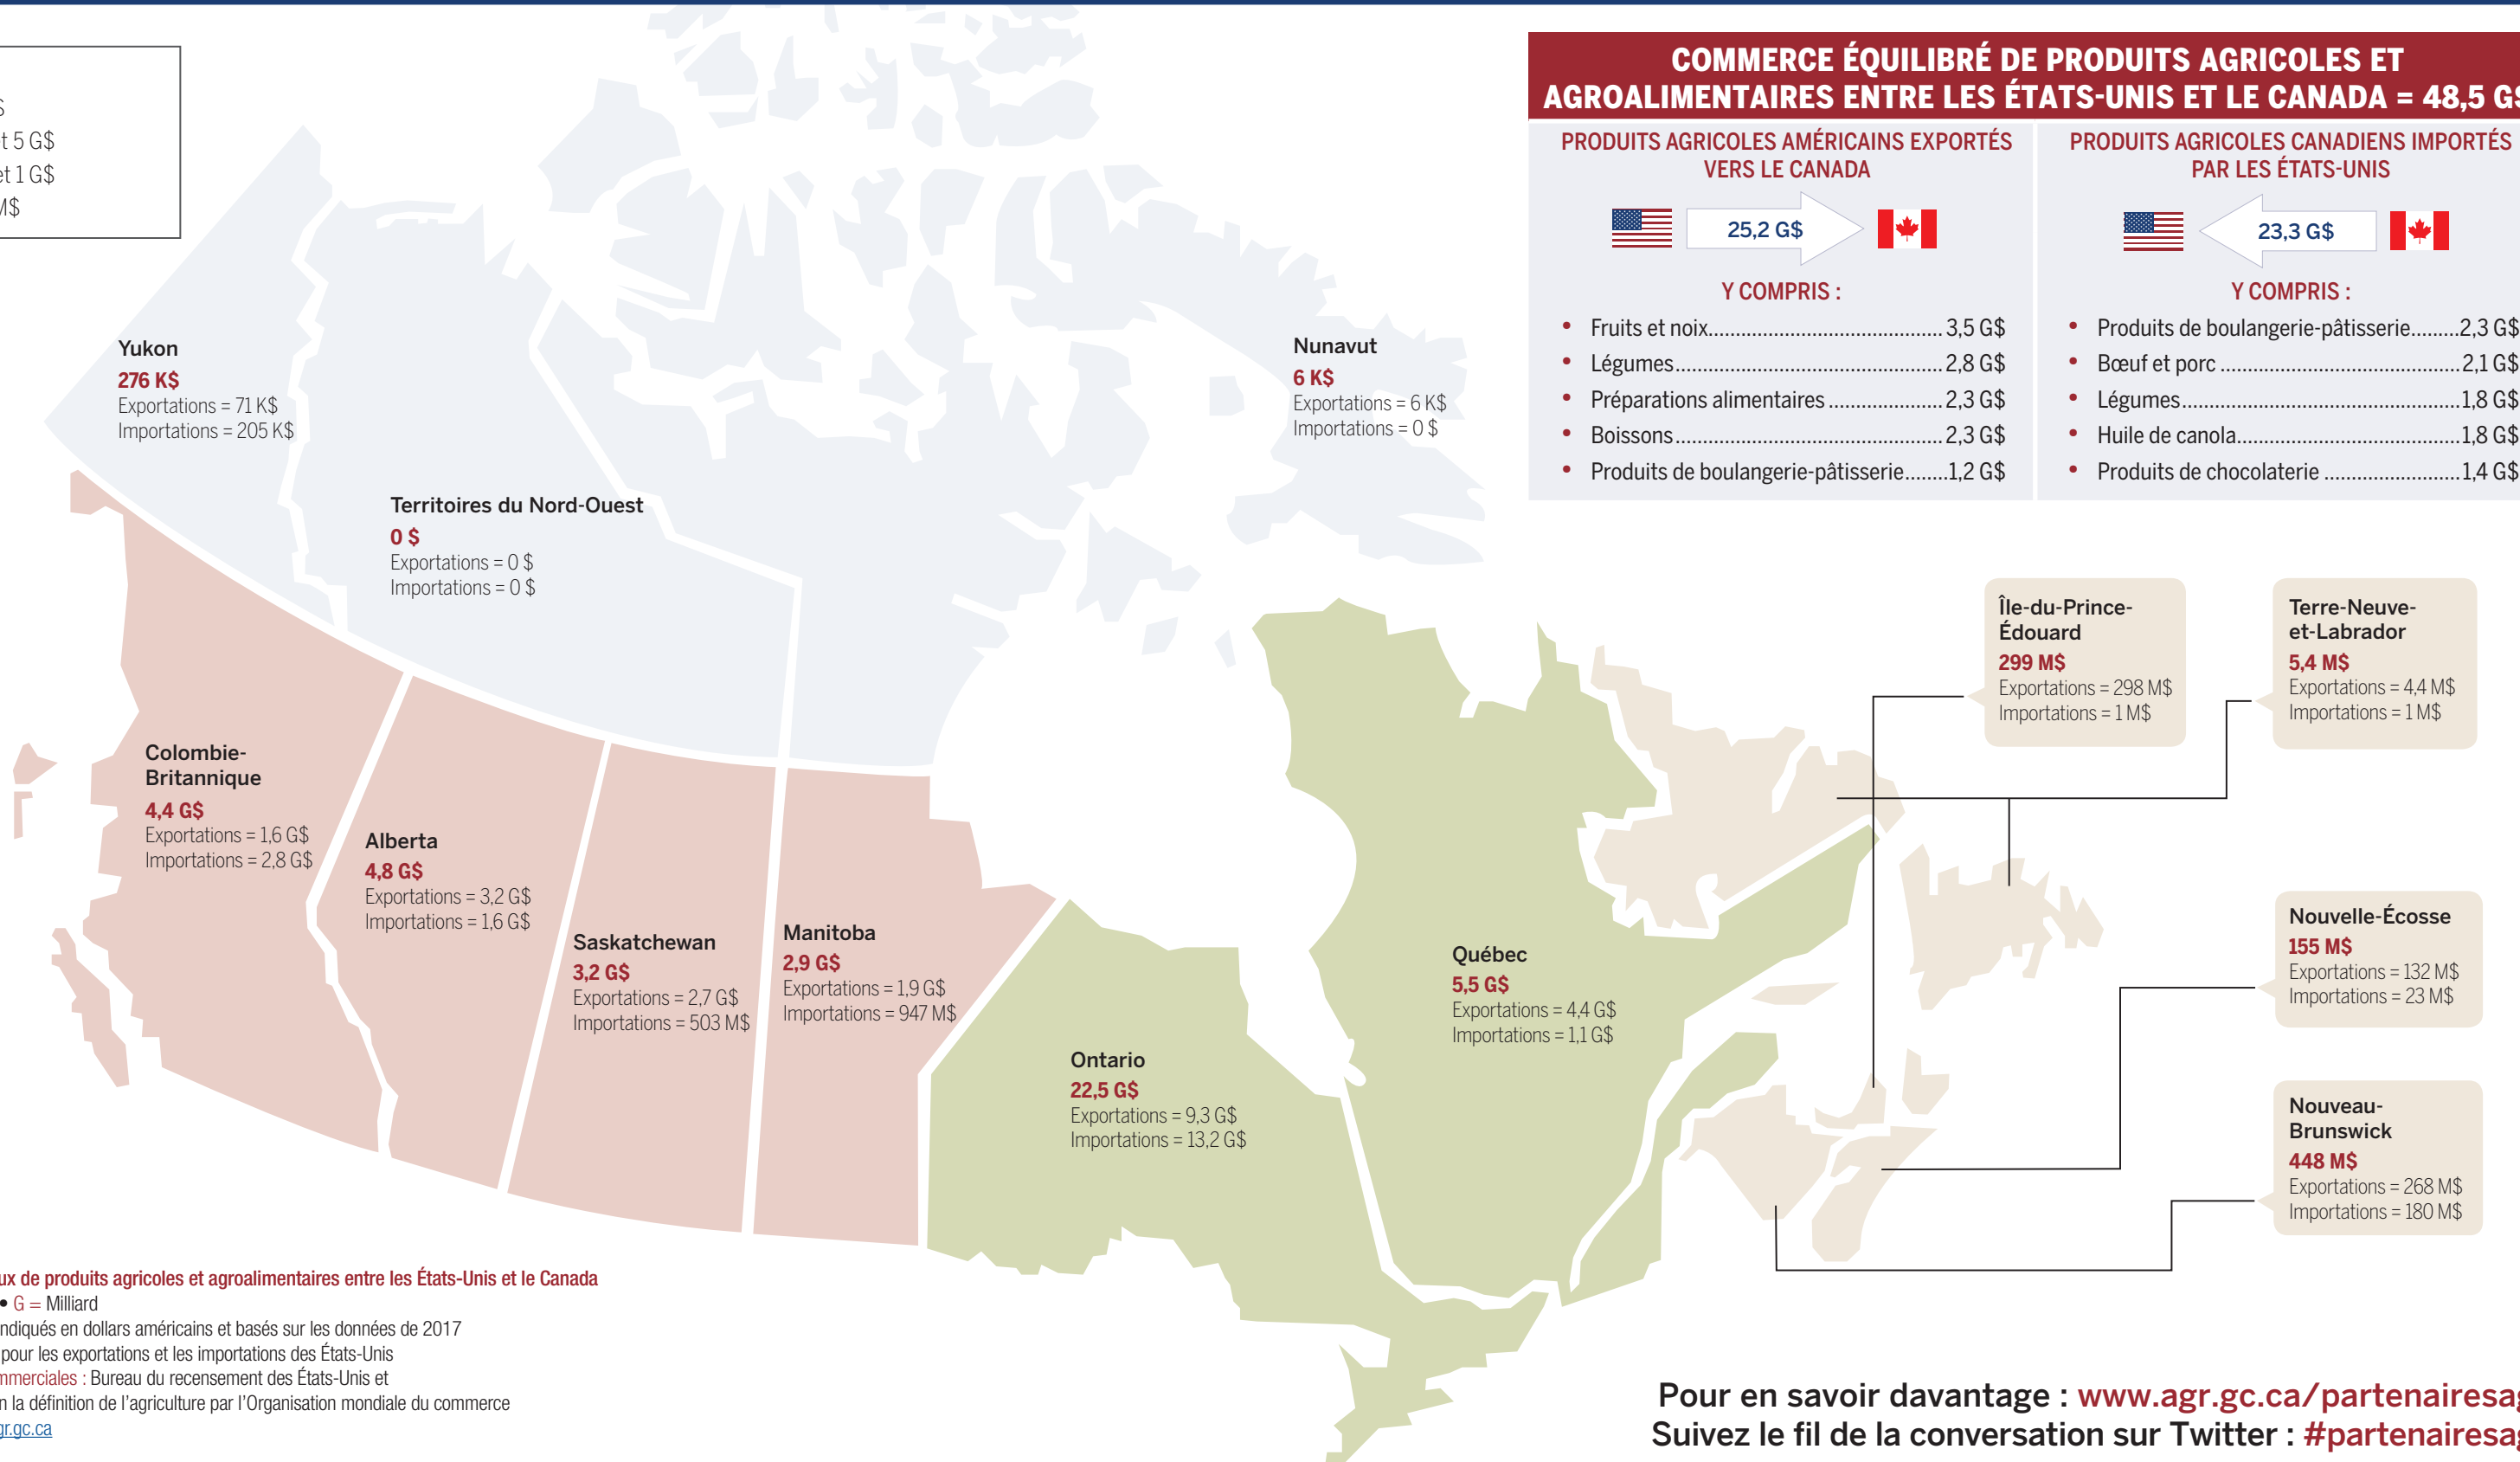 et 5 G$
et 1 G$
M$
COMMERCE ÉQUILIBRÉ DE PRODUITS AGRICOLES ET
AGROALIMENTAIRES ENTRE LES ÉTATS-UNIS ET LE CANADA = 48,5 G$
PRODUITS AGRICOLES AMÉRICAINS EXPORTÉS
VERS LE CANADA
25,2 G$
Y COMPRIS :
• Fruits et noix 3,5 G$
• Légumes 2,8 G$
• Préparations alimentaires 2,3 G$
• Boissons 2,3 G$
• Produits de boulangerie-pâtisserie 1,2 G$
PRODUITS AGRICOLES CANADIENS IMPORTÉS
PAR LES ÉTATS-UNIS
23,3 G$
Y COMPRIS :
• Produits de boulangerie-pâtisserie 2,3 G$
• Bœuf et porc 2,1 G$
• Légumes 1,8 G$
• Huile de canola 1,8 G$
• Produits de chocolaterie 1,4 G$
Yukon
276 K$
Exportations = 71 K$
Importations = 205 K$
Nunavut
6 K$
Exportations = 6 K$
Importations = 0 $
Territoires du Nord-Ouest
0 $
Exportations = 0 $
Importations = 0 $
Colombie-
Britannique
4,4 G$
Exportations = 1,6 G$
Importations = 2,8 G$
Alberta
4,8 G$
Exportations = 3,2 G$
Importations = 1,6 G$
Saskatchewan
3,2 G$
Exportations = 2,7 G$
Importations = 503 M$
Manitoba
2,9 G$
Exportations = 1,9 G$
Importations = 947 M$
Ontario
22,5 G$
Exportations = 9,3 G$
Importations = 13,2 G$
Québec
5,5 G$
Exportations = 4,4 G$
Importations = 1,1 G$
Île-du-Prince-
Édouard
299 M$
Exportations = 298 M$
Importations = 1 M$
Terre-Neuve-
et-Labrador
5,4 M$
Exportations = 4,4 M$
Importations = 1 M$
Nouvelle-Écosse
155 M$
Exportations = 132 M$
Importations = 23 M$
Nouveau-
Brunswick
448 M$
Exportations = 268 M$
Importations = 180 M$
ux de produits agricoles et agroalimentaires entre les États-Unis et le Canada
• G = Milliard
ndiqués en dollars américains et basés sur les données de 2017
pour les exportations et les importations des États-Unis
mmerciales : Bureau du recensement des États-Unis et
n la définition de l'agriculture par l'Organisation mondiale du commerce
gr.gc.ca
Pour en savoir davantage : www.agr.gc.ca/partenairesag
Suivez le fil de la conversation sur Twitter : #partenairesag